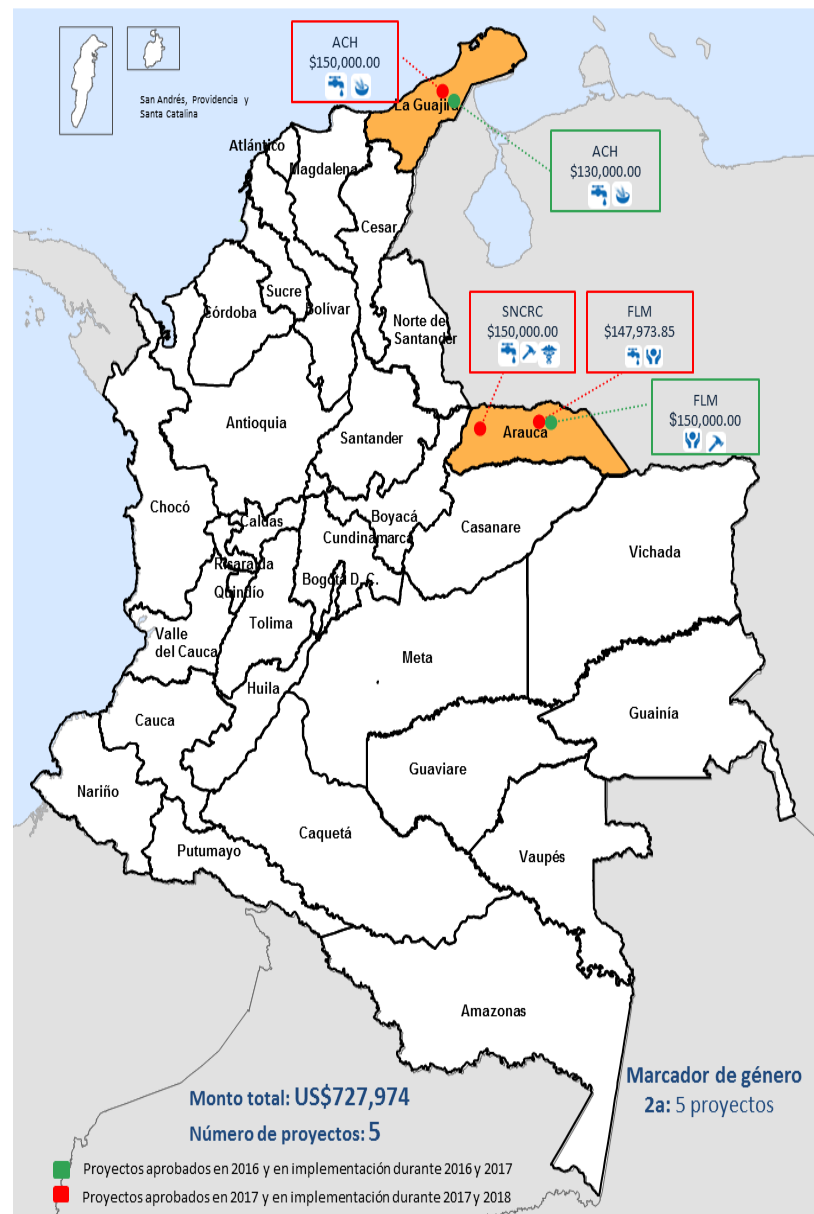 San Andrés, Providencia y
Santa Catalina
ACH
$150,000.00
La Guajira
ACH
$130,000.00
Atlántico
Magdalena
Cesar
Sucre
Córdoba
Bolívar
Norte de
Santander
SNCRC
$150,000.00
FLM
$147,973.85
FLM
$150,000.00
Arauca
Antioquia
Santander
Chocó
Caldas
Boyacá
Cundinamarca
Casanare
Vichada
Risaralda
Quindío
Bogotá D. C.
Tolima
Valle
del Cauca
Meta
Huila
Cauca
Guainía
Guaviare
Nariño
Caquetá
Putumayo
Vaupés
Amazonas
Monto total: US$727,974
Número de proyectos: 5
Marcador de género
2a: 5 proyectos
Proyectos aprobados en 2016 y en implementación durante 2016 y 2017
Proyectos aprobados en 2017 y en implementación durante 2017 y 2018